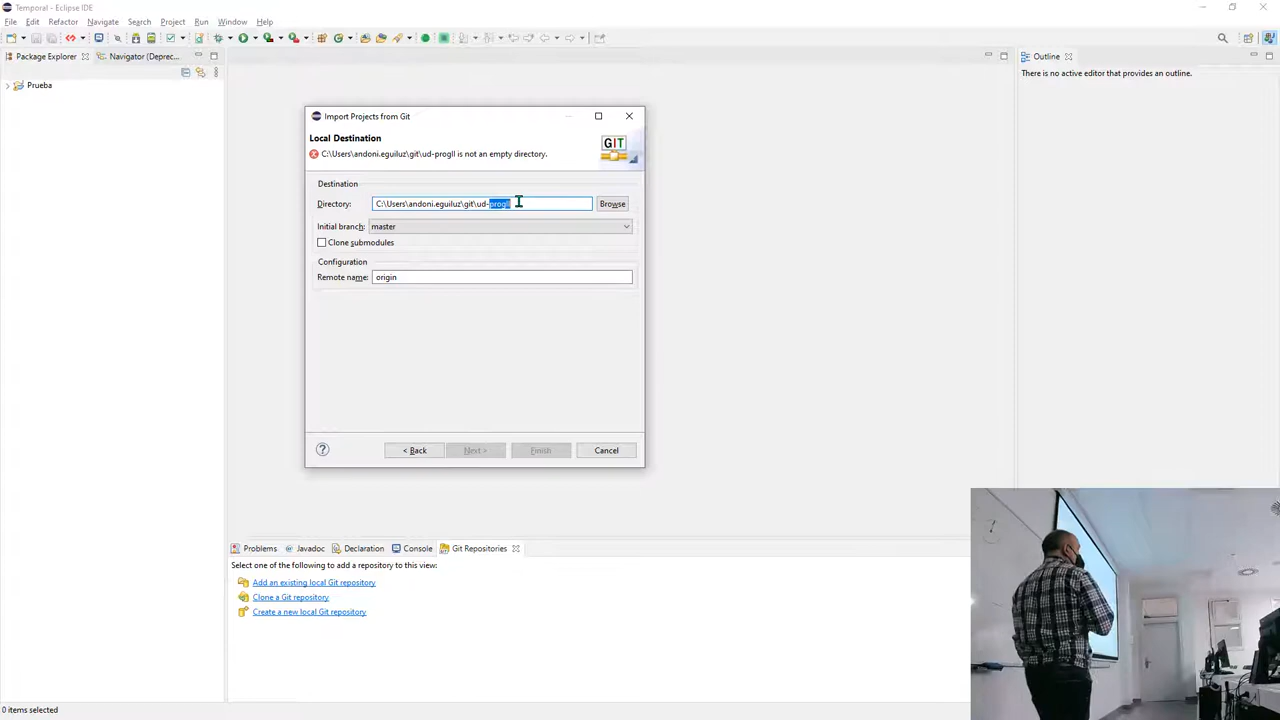 Temporal - Eclipse IDE
File Edit Refactor Navigate Search Project Run Window Help
Package Explorer Navigator (Deprec...
Outline
There is no active editor that provides an outline.
Prueba
Import Projects from Git
Local Destination
C:\Users\andoni.eguiluz\git\ud-progII is not an empty directory.
GIT
Destination
Directory: C:\Users\andoni.eguiluz\git\ud-progII Browse
Initial branch: master
Clone submodules
Configuration
Remote name: origin
? < Back Next > Finish Cancel
Problems Javadoc Declaration Console Git Repositories
Select one of the following to add a repository to this view:
Add an existing local Git repository
Clone a Git repository
Create a new local Git repository
0 items selected